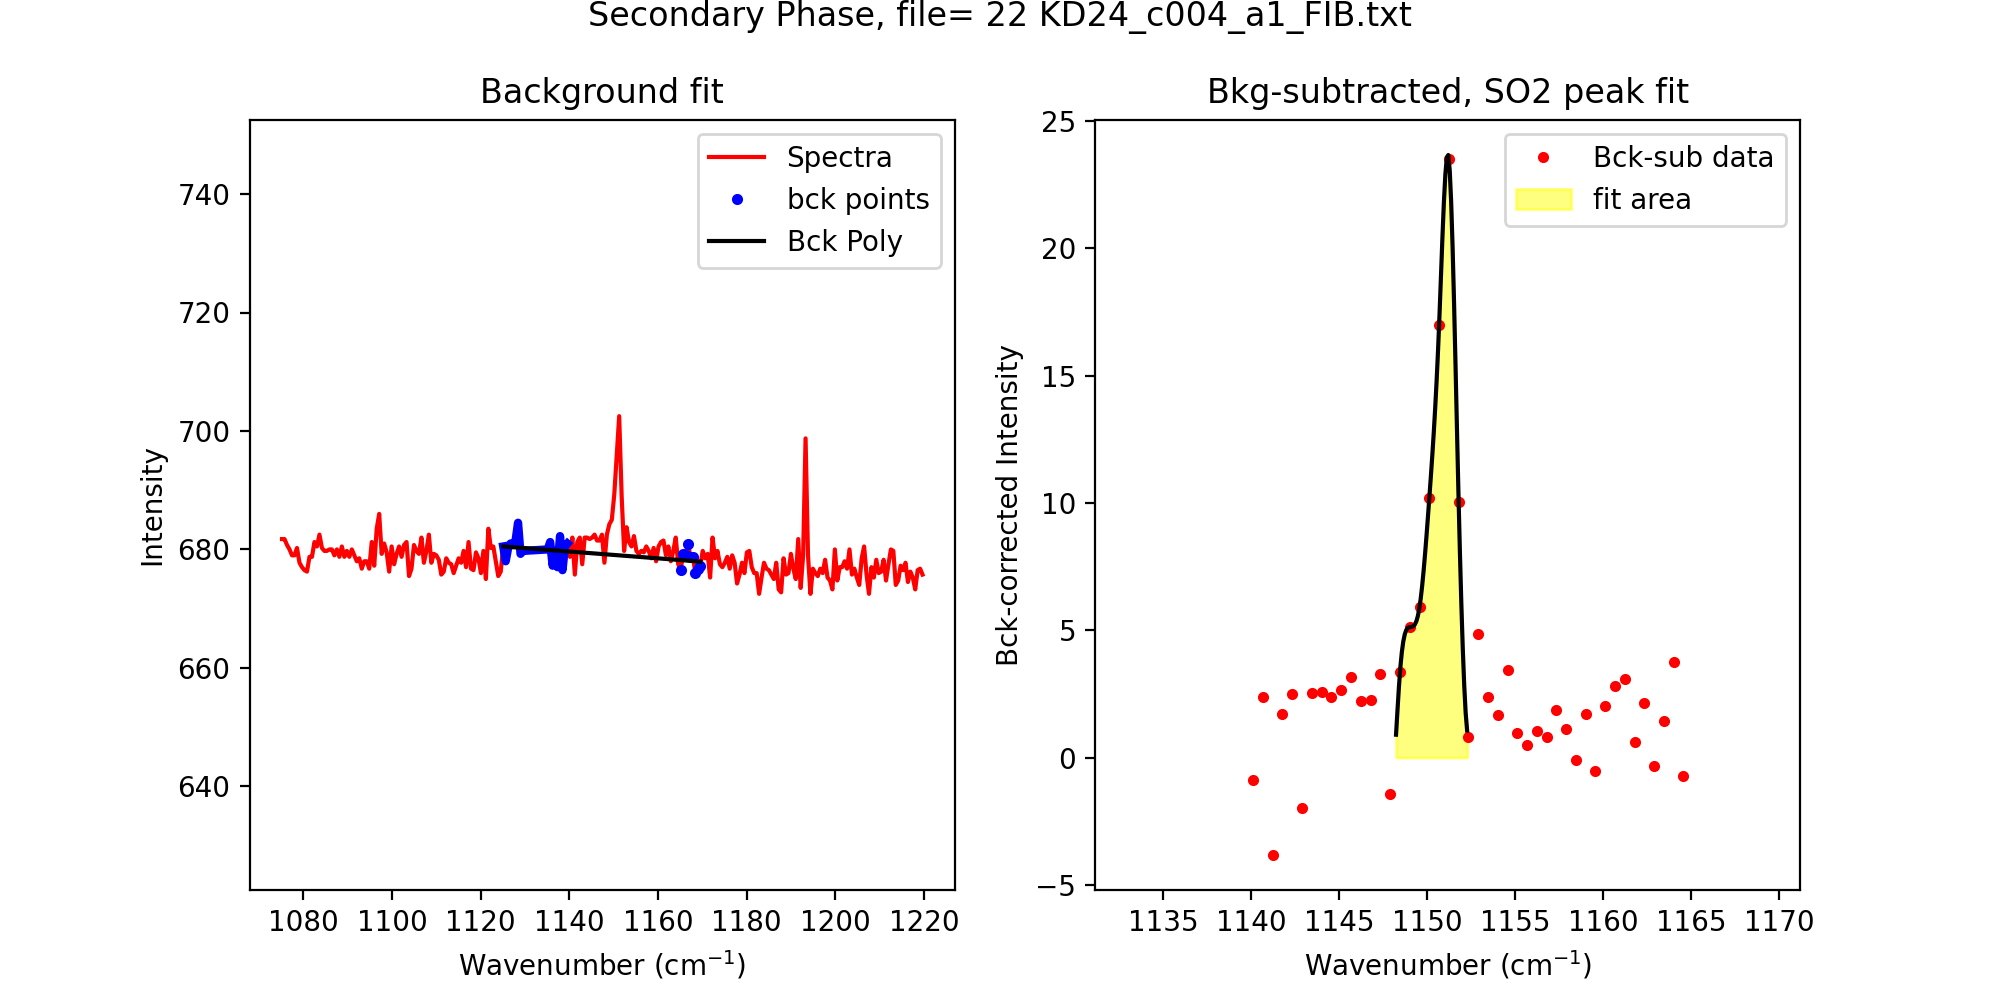 Secondary Phase, file= 22 KD24_c004_a1_FIB.txt
Background fit
Intensity
740
720
700
680
660
640
Spectra
bck points
Bck Poly
1080 1100 1120 1140 1160 1180 1200 1220
Wavenumber (cm⁻¹)
Bkg-subtracted, SO2 peak fit
Bck-corrected Intensity
25
20
15
10
5
0
−5
Bck-sub data
fit area
1135 1140 1145 1150 1155 1160 1165 1170
Wavenumber (cm⁻¹)